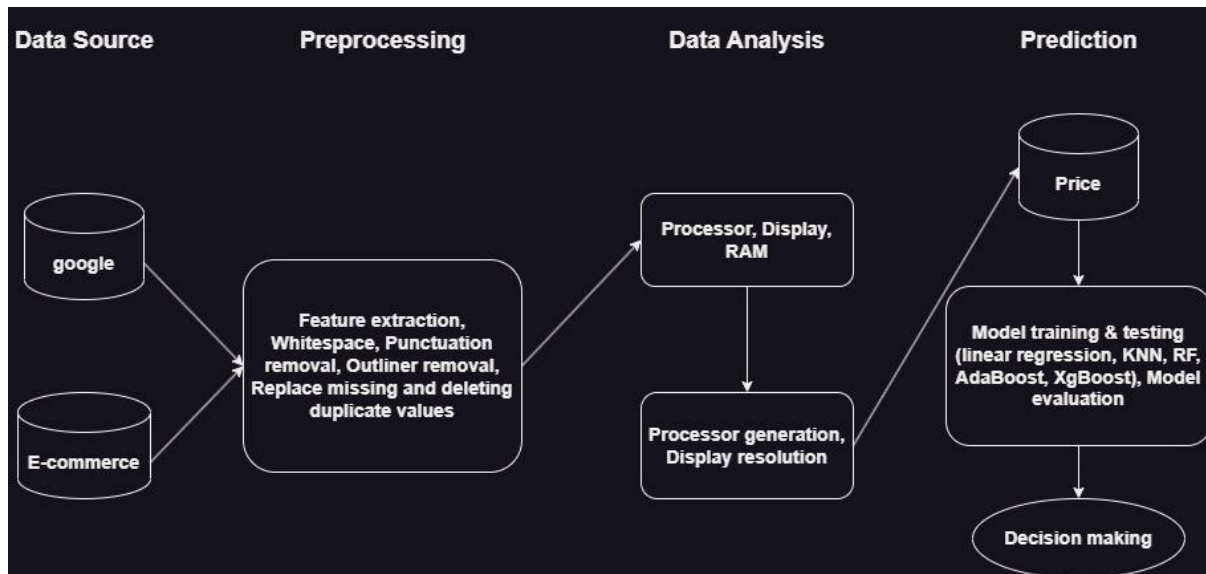 Data Source
Preprocessing
Data Analysis
Prediction
google
E-commerce
Feature extraction,
Whitespace, Punctuation
removal, Outliner removal,
Replace missing and deleting
duplicate values
Processor, Display,
RAM
Processor generation,
Display resolution
Price
Model training & testing
(linear regression, KNN, RF,
AdaBoost, XgBoost), Model
evaluation
Decision making